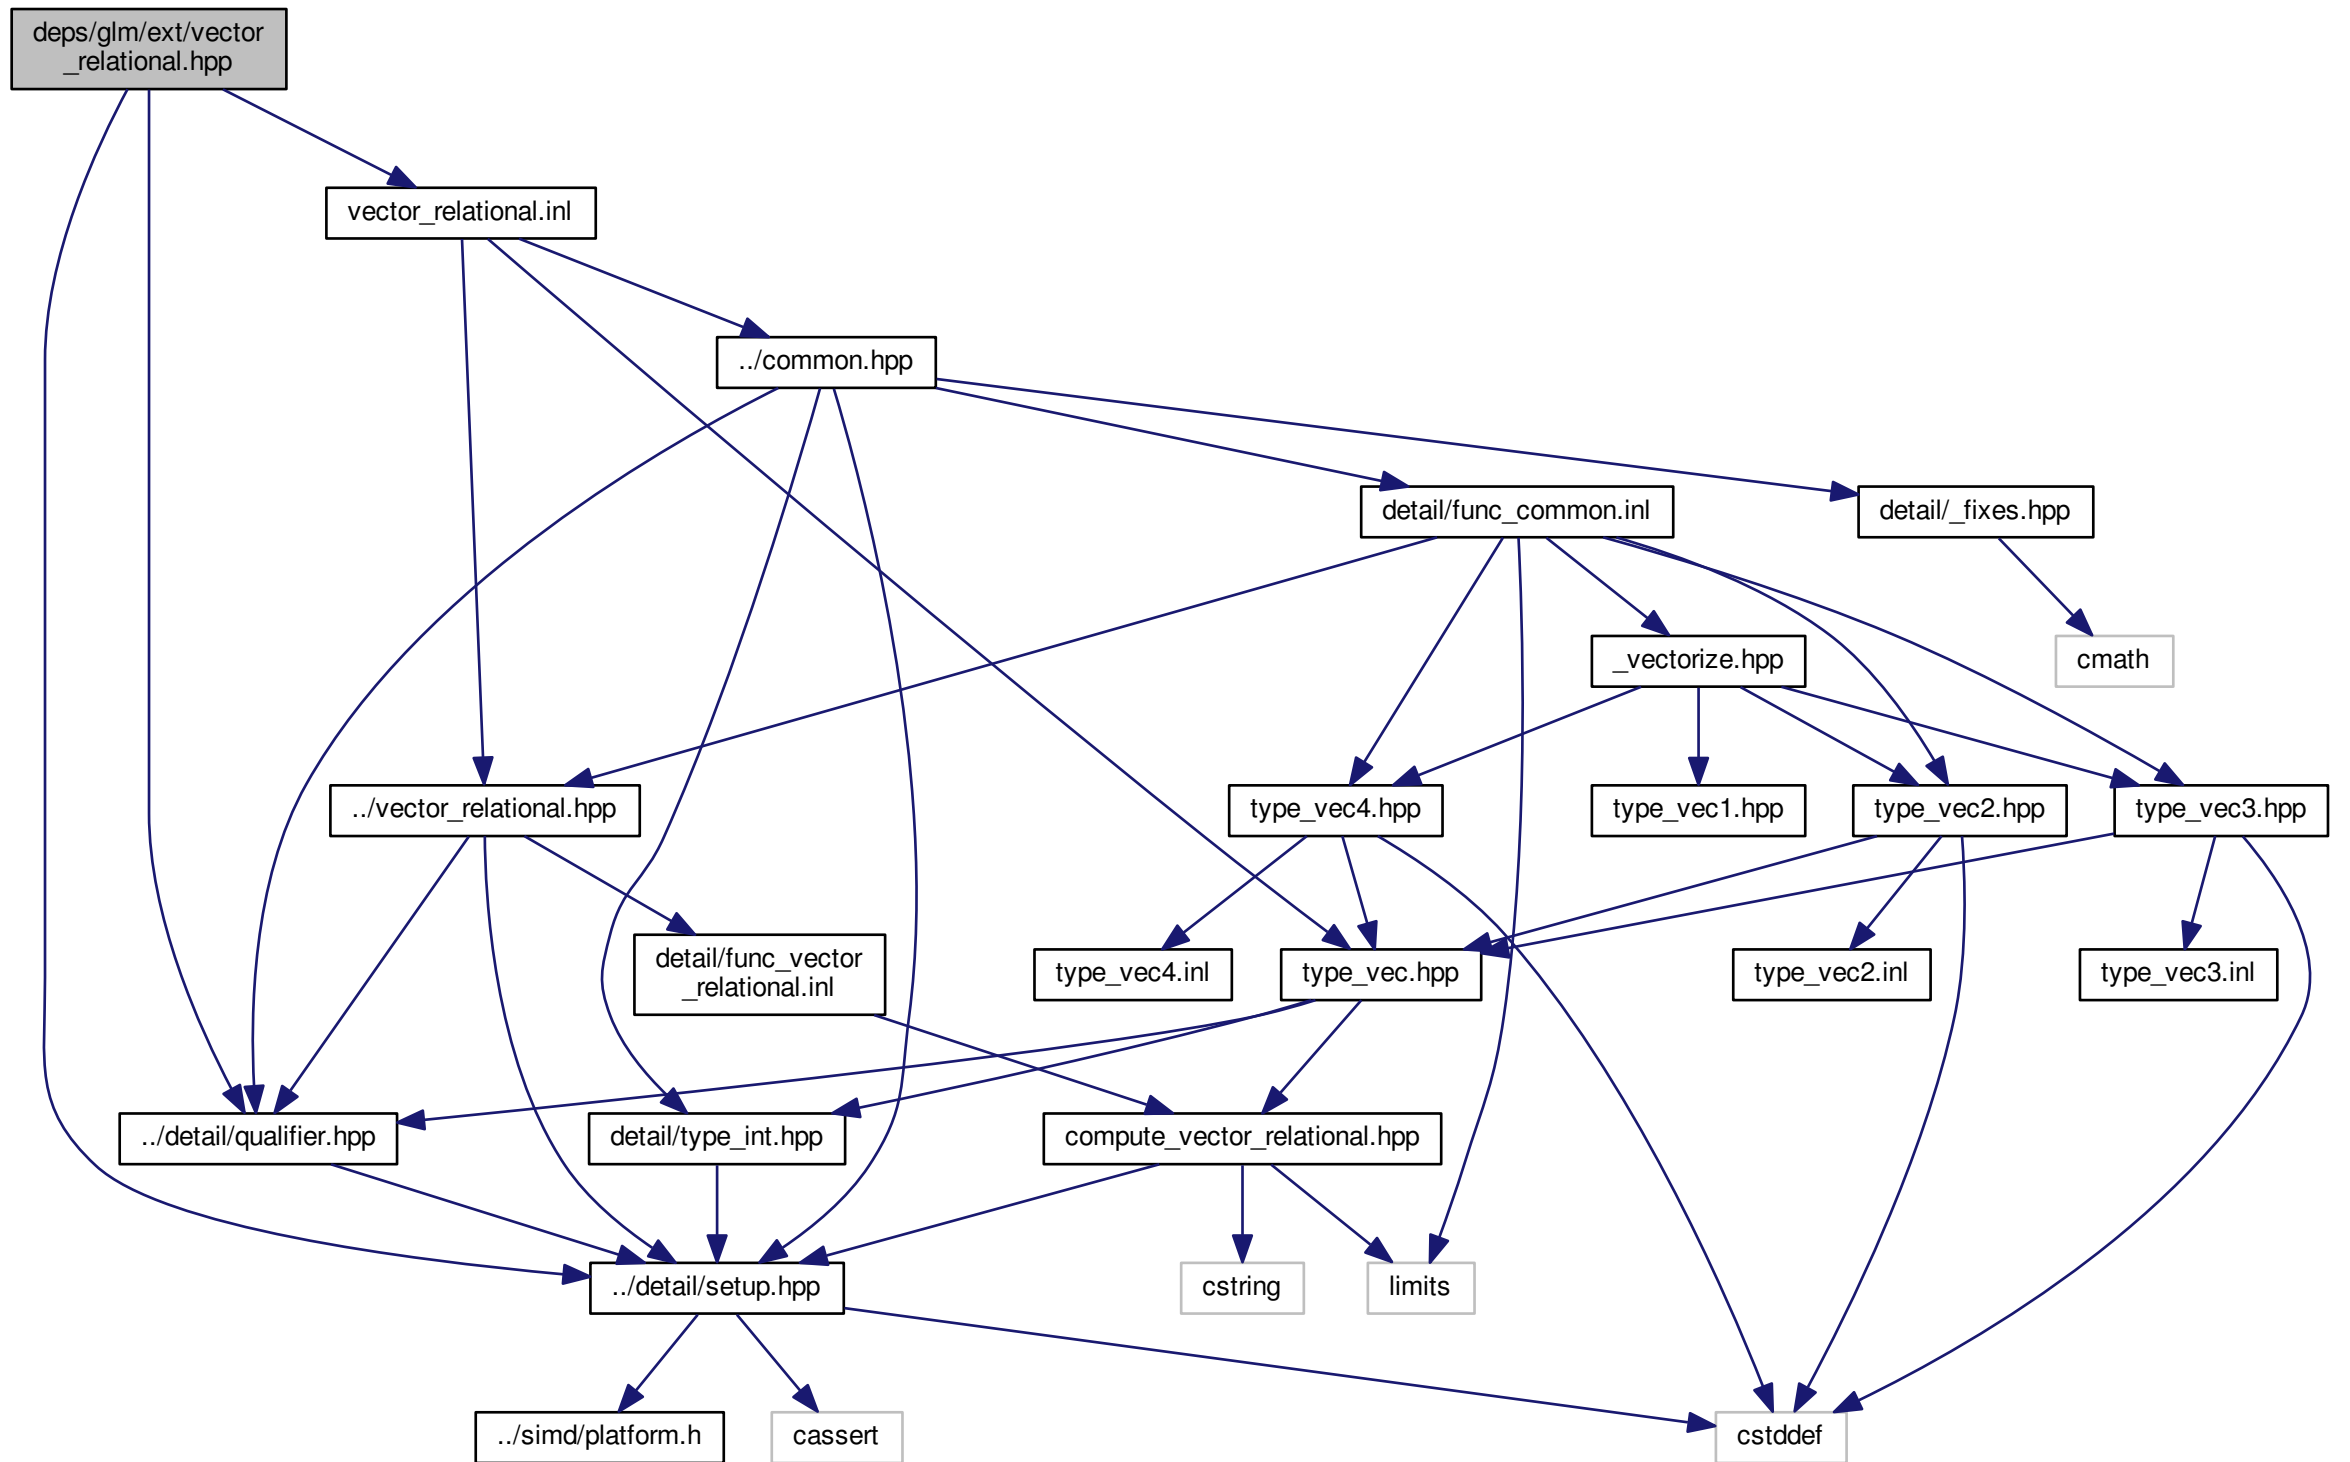 deps/glm/ext/vector
_relational.hpp
vector_relational.inl
../common.hpp
detail/func_common.inl
detail/_fixes.hpp
_vectorize.hpp
cmath
../vector_relational.hpp
type_vec4.hpp
type_vec1.hpp
type_vec2.hpp
type_vec3.hpp
detail/func_vector
_relational.inl
type_vec4.inl
type_vec.hpp
type_vec2.inl
type_vec3.inl
../detail/qualifier.hpp
detail/type_int.hpp
compute_vector_relational.hpp
../detail/setup.hpp
cstring
limits
../simd/platform.h
cassert
cstddef